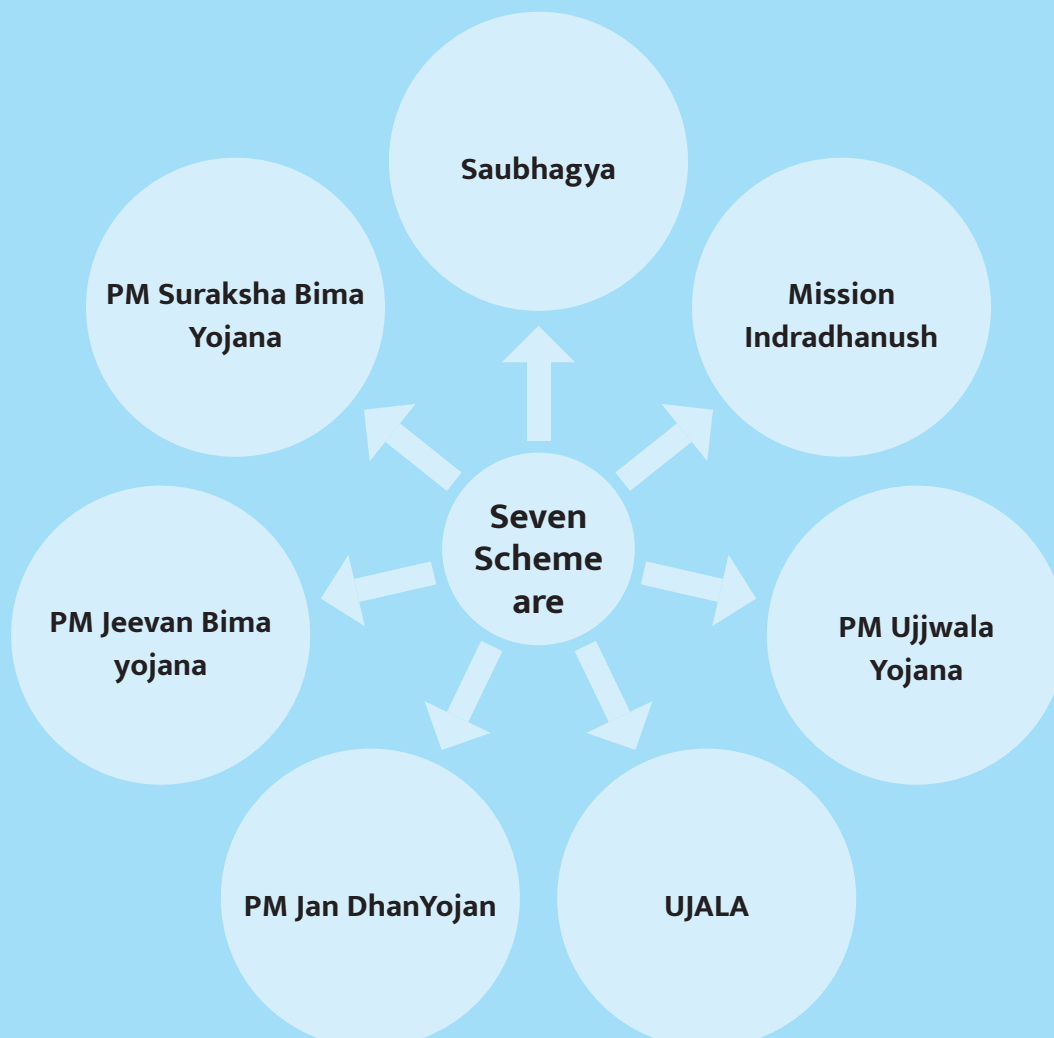 Saubhagya
PM Suraksha Bima
Yojana
Mission
Indradhanush
Seven
Scheme
are
PM Jeevan Bima
yojana
PM Ujjwala
Yojana
PM Jan DhanYojan
UJALA